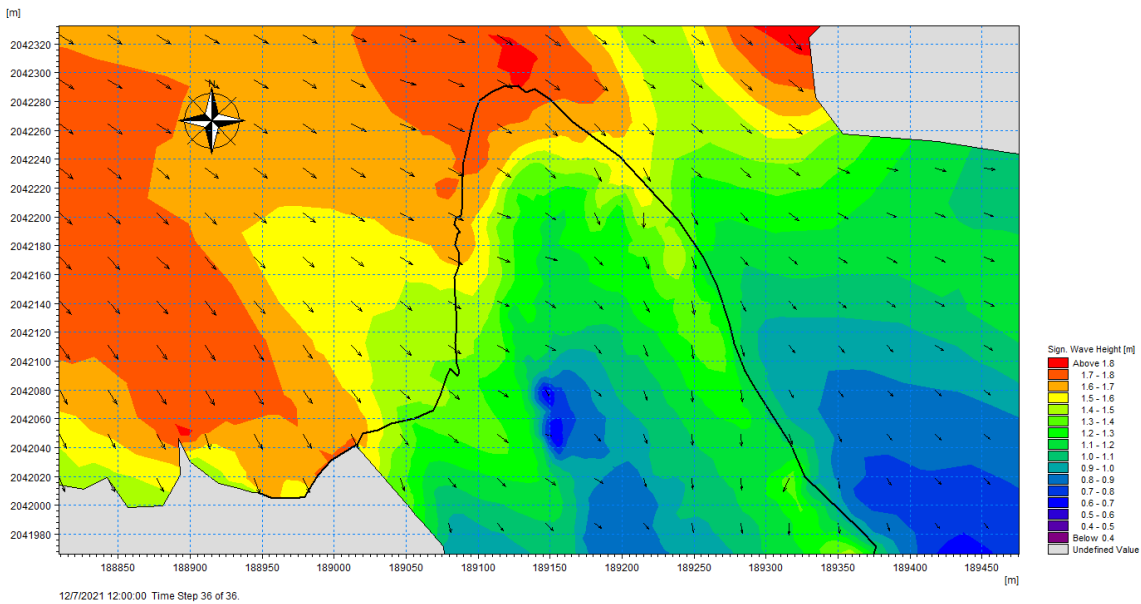 [m]
2042320
2042300
2042280
2042260
2042240
2042220
2042200
2042180
2042160
2042140
2042120
2042100
2042080
2042060
2042040
2042020
2042000
2041980
N
188850 188900 188950 189000 189050 189100 189150 189200 189250 189300 189350 189400 189450
[m]
12/7/2021 12:00:00 Time Step 36 of 36.
Sign. Wave Height [m]
Above 1.8
1.7 - 1.8
1.6 - 1.7
1.5 - 1.6
1.4 - 1.5
1.3 - 1.4
1.2 - 1.3
1.1 - 1.2
1.0 - 1.1
0.9 - 1.0
0.8 - 0.9
0.7 - 0.8
0.6 - 0.7
0.5 - 0.6
0.4 - 0.5
Below 0.4
Undefined Value